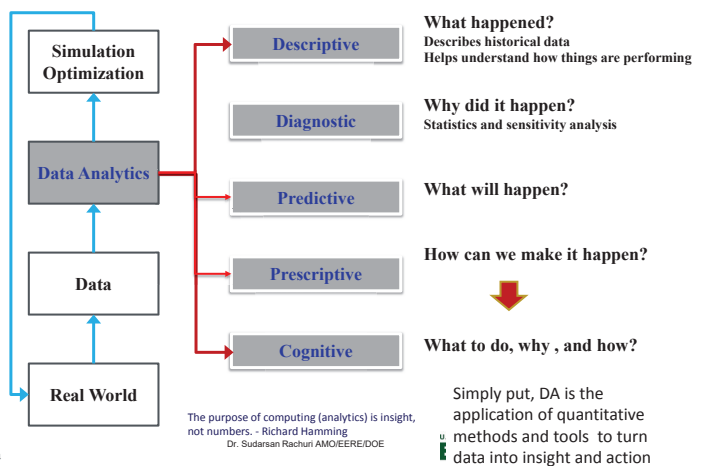 Simulation
Optimization
Data Analytics
Data
Real World
Descriptive
What happened?
Describes historical data
Helps understand how things are performing
Diagnostic
Why did it happen?
Statistics and sensitivity analysis
Predictive
What will happen?
Prescriptive
How can we make it happen?
Cognitive
What to do, why , and how?
The purpose of computing (analytics) is insight,
not numbers. - Richard Hamming
Dr. Sudarsan Rachuri AMO/EERE/DOE
Simply put, DA is the
application of quantitative
methods and tools to turn
data into insight and action